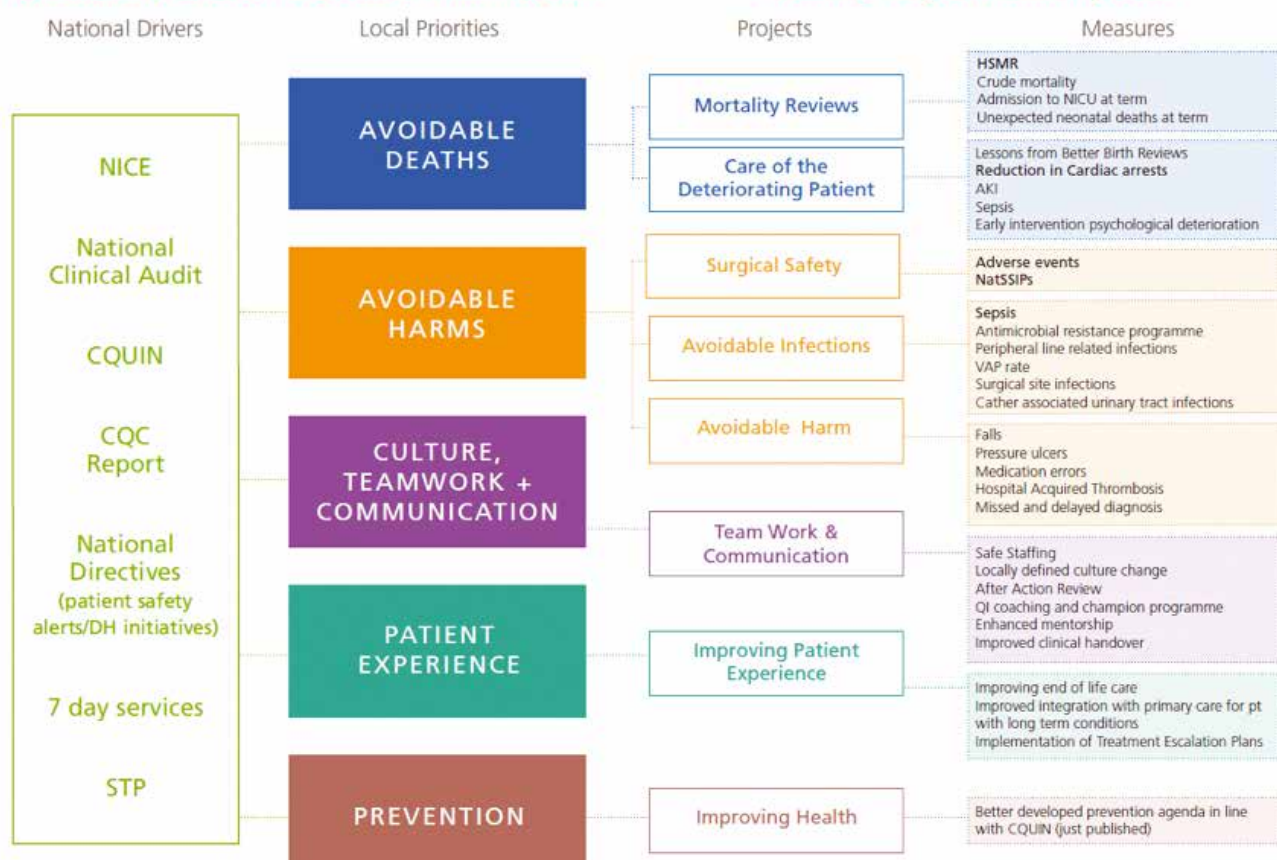 National Drivers
Local Priorities
Projects
Measures
NICE
National
Clinical Audit
CQUIN
CQC
Report
National
Directives
(patient safety
alerts/DH initiatives)
7 day services
STP
AVOIDABLE
DEATHS
AVOIDABLE
HARMS
CULTURE,
TEAMWORK +
COMMUNICATION
PATIENT
EXPERIENCE
PREVENTION
Mortality Reviews
Care of the
Deteriorating Patient
Surgical Safety
Avoidable Infections
Avoidable Harm
Team Work &
Communication
Improving Patient
Experience
Improving Health
HSMR
Crude mortality
Admission to NICU at term
Unexpected neonatal deaths at term
Lessons from Better Birth Reviews
Reduction in Cardiac arrests
AKI
Sepsis
Early intervention psychological deterioration
Adverse events
NatSSIPs
Sepsis
Antimicrobial resistance programme
Peripheral line related infections
VAP rate
Surgical site infections
Cather associated urinary tract infections
Falls
Pressure ulcers
Medication errors
Hospital Acquired Thrombosis
Missed and delayed diagnosis
Safe Staffing
Locally defined culture change
After Action Review
QI coaching and champion programme
Enhanced mentorship
Improved clinical handover
Improving end of life care
Improved integration with primary care for pt
with long term conditions
Implementation of Treatment Escalation Plans
Better developed prevention agenda in line
with CQUIN (just published)